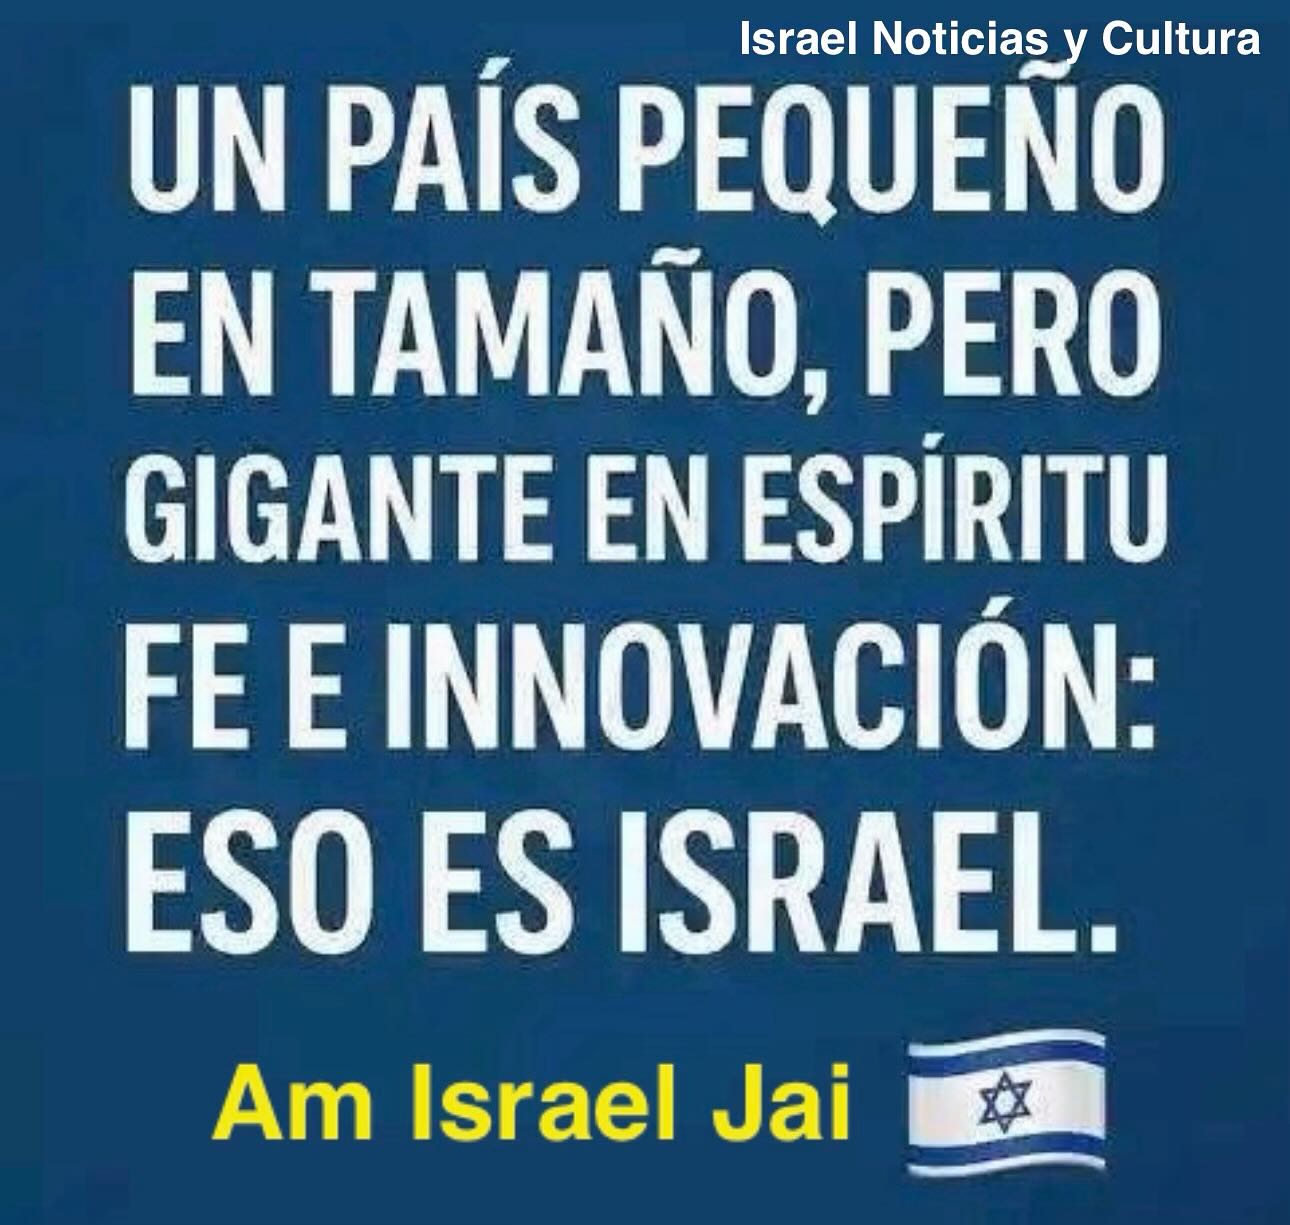 Israel Noticias y Cultura
UN PAÍS PEQUEÑO
EN TAMAÑO, PERO
GIGANTE EN ESPÍRITU
FE E INNOVACIÓN:
ESO ES ISRAEL.
Am Israel Jai